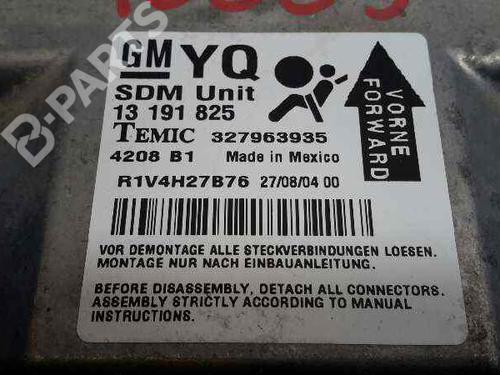 GM YQ
SDM Unit
13 191 825
TEMIC 327963935
4208 B1 Made in Mexico
R1V4H27B76 27/08/04 00
VORNE
FORWARD
VOR DEMONTAGE ALLE STECKVERBINDUNGEN LOESEN.
MONTAGE NUR NACH EINBAUANLEITUNG.
BEFORE DISASSEMBLY, DETACH ALL CONNECTORS.
ASSEMBLY STRICTLY ACCORDING TO MANUAL
INSTRUCTIONS.
B-PARTS